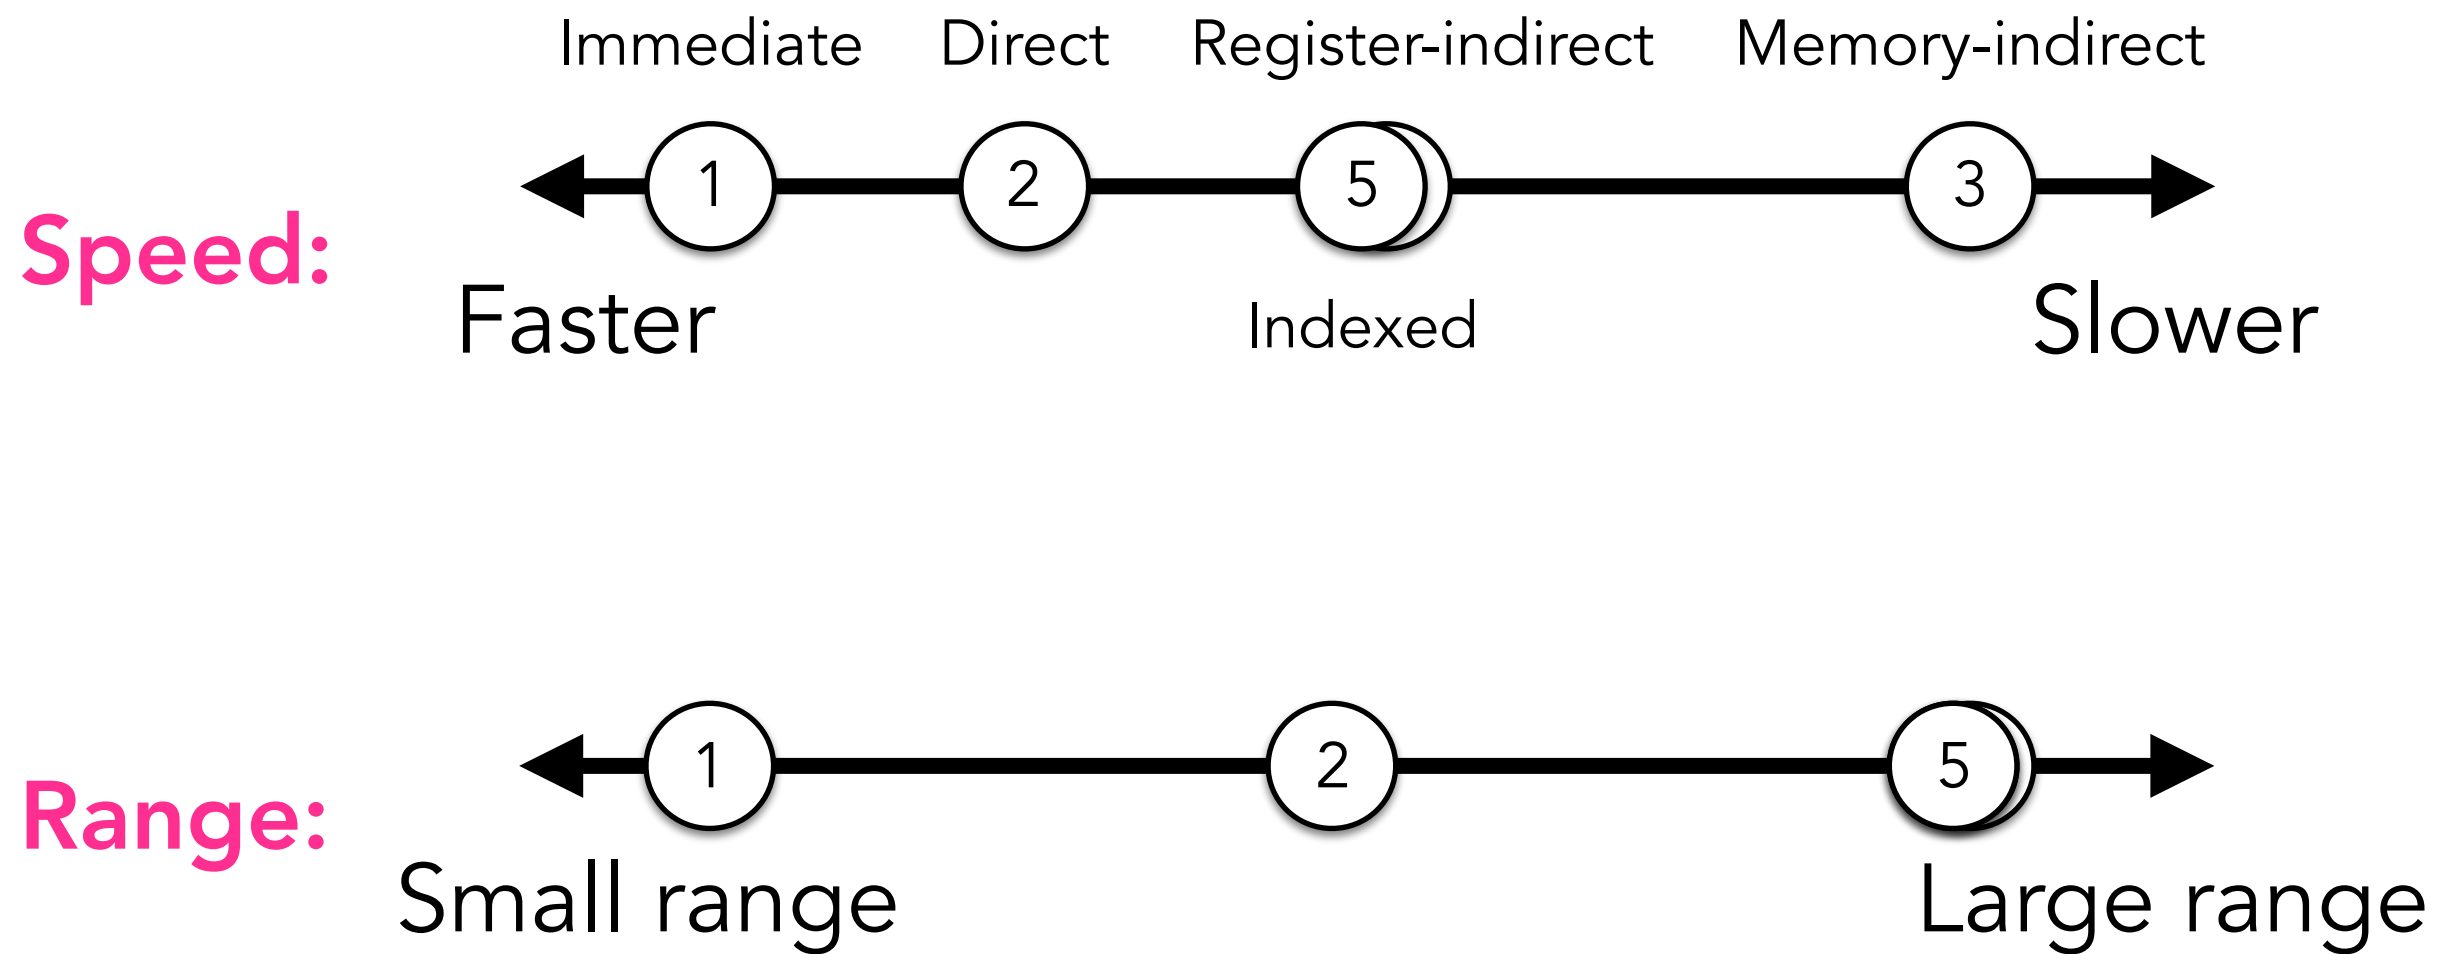 Immediate Direct Register-indirect Memory-indirect
1 2 5 3
Speed:
Faster Indexed Slower
1 2 5
Range:
Small range Large range